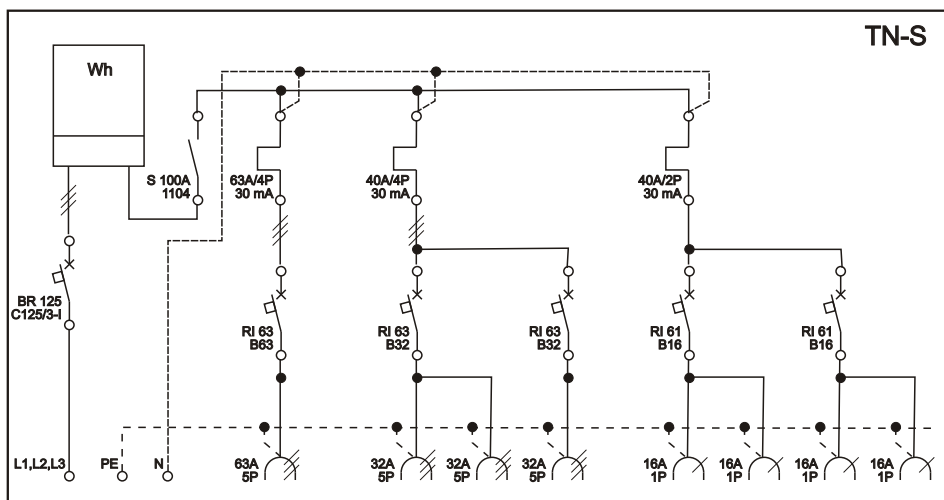 TN-S
Wh
S 100A
1104
63A/4P
30 mA
40A/4P
30 mA
40A/2P
30 mA
BR 125
C125/3-I
RI 63
B63
RI 63
B32
RI 63
B32
RI 61
B16
RI 61
B16
L1,L2,L3
PE
N
63A
5P
32A
5P
32A
5P
32A
5P
16A
1P
16A
1P
16A
1P
16A
1P